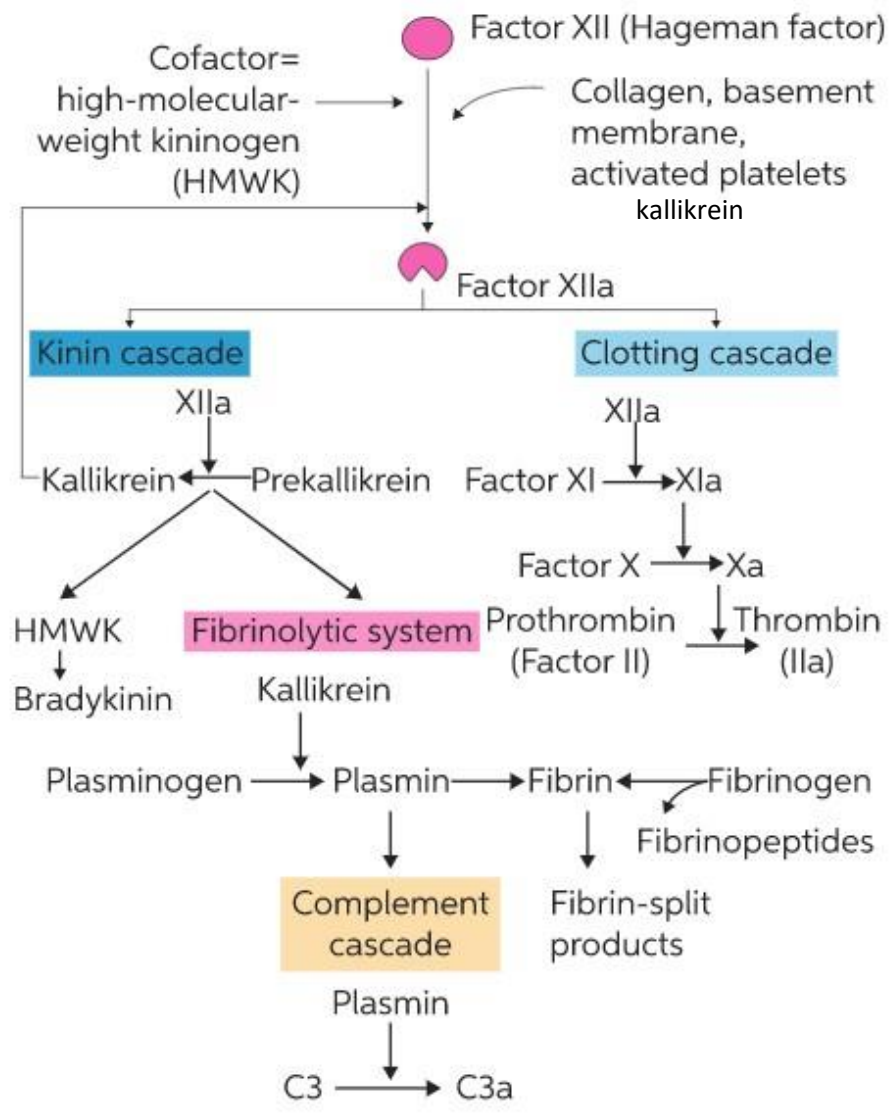 Factor XII (Hageman factor)
Cofactor=
high-molecular-
weight kininogen
(HMWK)
Collagen, basement
membrane,
activated platelets
kallikrein
Factor XIIa
Kinin cascade
Clotting cascade
XIIa
XIIa
Kallikrein
Prekallikrein
Factor XI
XIa
Factor X
Xa
HMWK
Bradykinin
Fibrinolytic system
Prothrombin
(Factor II)
Thrombin
(IIa)
Kallikrein
Plasminogen
Plasmin
Fibrin
Fibrinogen
Fibrinopeptides
Complement
cascade
Fibrin-split
products
Plasmin
C3
C3a